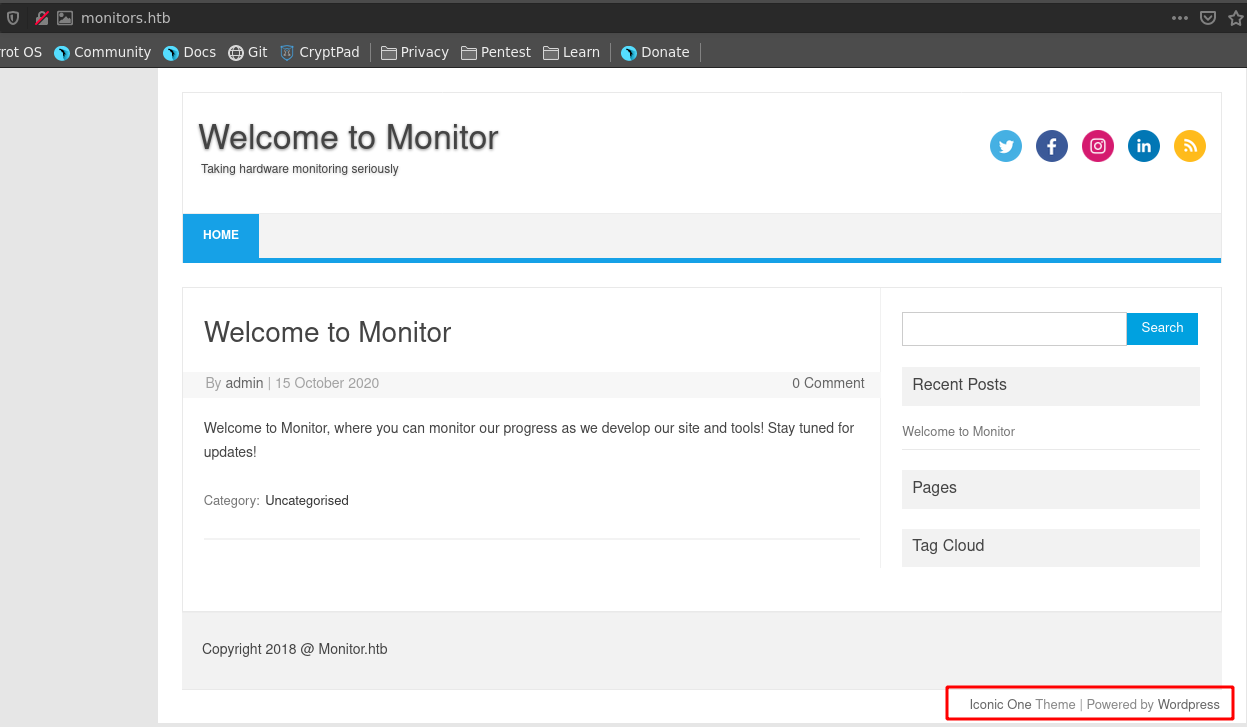 monitors.htb
rot OS Community Docs Git CryptPad Privacy Pentest Learn Donate
Welcome to Monitor
Taking hardware monitoring seriously
HOME
Welcome to Monitor
By admin | 15 October 2020 0 Comment
Welcome to Monitor, where you can monitor our progress as we develop our site and tools! Stay tuned for
updates!
Category: Uncategorised
Search
Recent Posts
Welcome to Monitor
Pages
Tag Cloud
Copyright 2018 @ Monitor.htb
Iconic One Theme | Powered by Wordpress